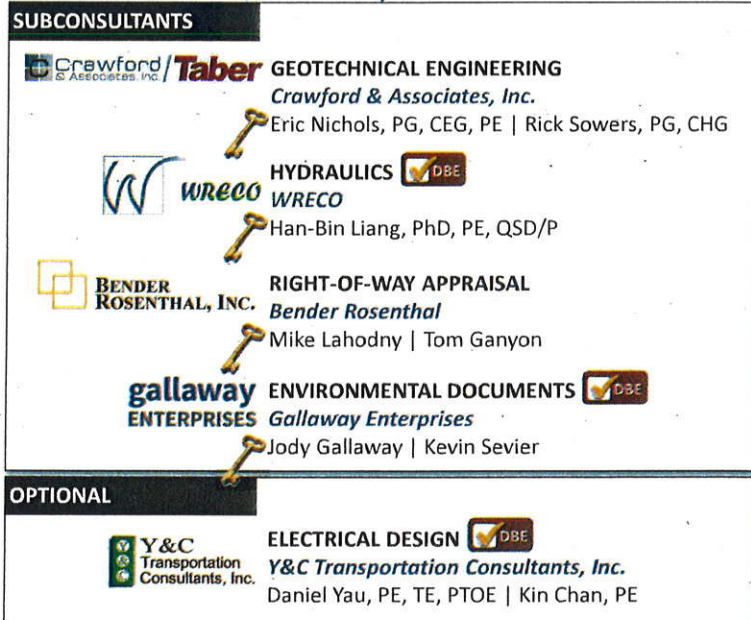 SUBCONSULTANTS
Crawford & Associates, Inc. / Taber
GEOTECHNICAL ENGINEERING
Crawford & Associates, Inc.
Eric Nichols, PG, CEG, PE | Rick Sowers, PG, CHG
WRECO
HYDRAULICS DBE
WRECO
Han-Bin Liang, PhD, PE, QSD/P
BENDER
ROSENTHAL, INC.
RIGHT-OF-WAY APPRAISAL
Bender Rosenthal
Mike Lahodny | Tom Ganyon
gallaway
ENTERPRISES
ENVIRONMENTAL DOCUMENTS DBE
Gallaway Enterprises
Jody Gallaway | Kevin Sevier
OPTIONAL
Y&C
Transportation
Consultants, Inc.
ELECTRICAL DESIGN DBE
Y&C Transportation Consultants, Inc.
Daniel Yau, PE, TE, PTOE | Kin Chan, PE